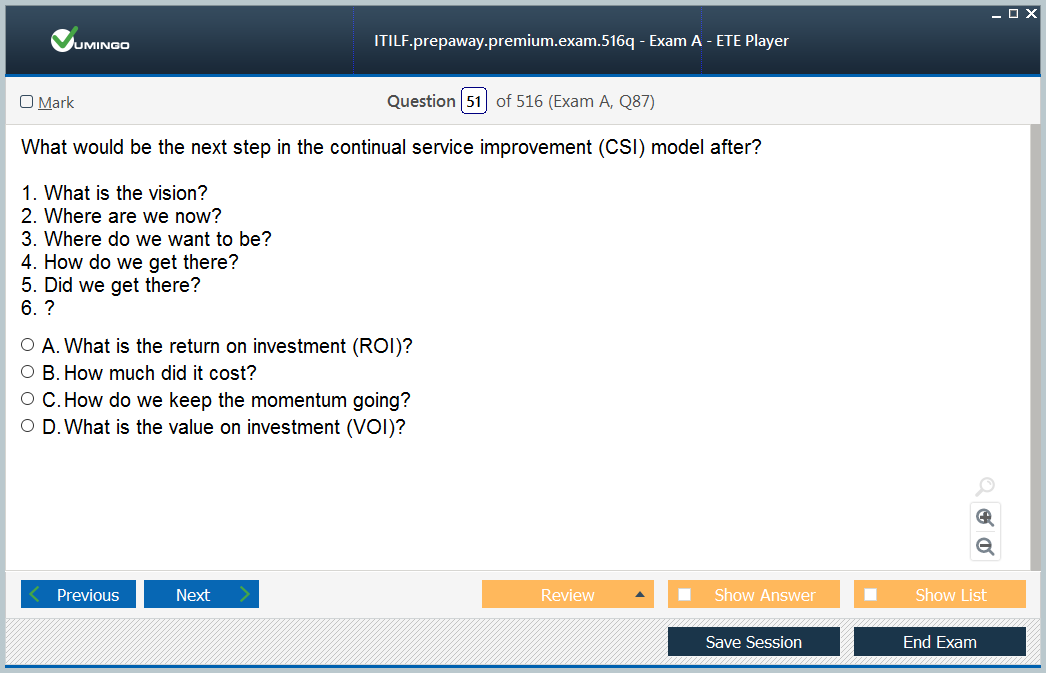 VUMINGO
ITILF.prepaway.premium.exam.516q - Exam A - ETE Player
Mark
Question 51 of 516 (Exam A, Q87)
What would be the next step in the continual service improvement (CSI) model after?
1. What is the vision?
2. Where are we now?
3. Where do we want to be?
4. How do we get there?
5. Did we get there?
6. ?
A. What is the return on investment (ROI)?
B. How much did it cost?
C. How do we keep the momentum going?
D. What is the value on investment (VOI)?
Previous
Next
Review
Show Answer
Show List
Save Session
End Exam